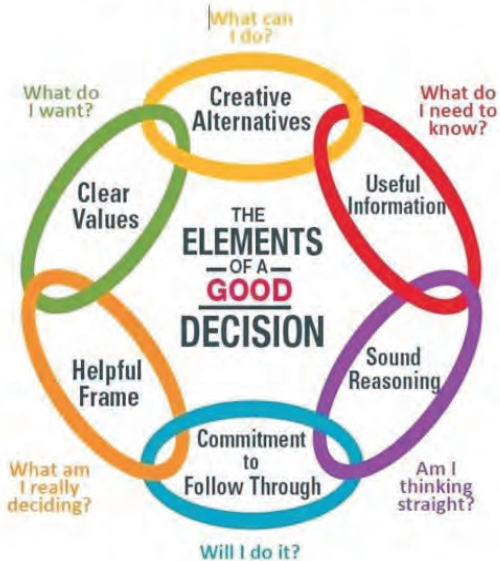 What can
I do?
Creative
Alternatives
What do
I need to
know?
Useful
Information
Sound
Reasoning
Am I
thinking
straight?
Commitment
to
Follow Through
Will I do it?
Helpful
Frame
What am
I really
deciding?
Clear
Values
What do
I want?
THE
ELEMENTS
OF A
GOOD
DECISION